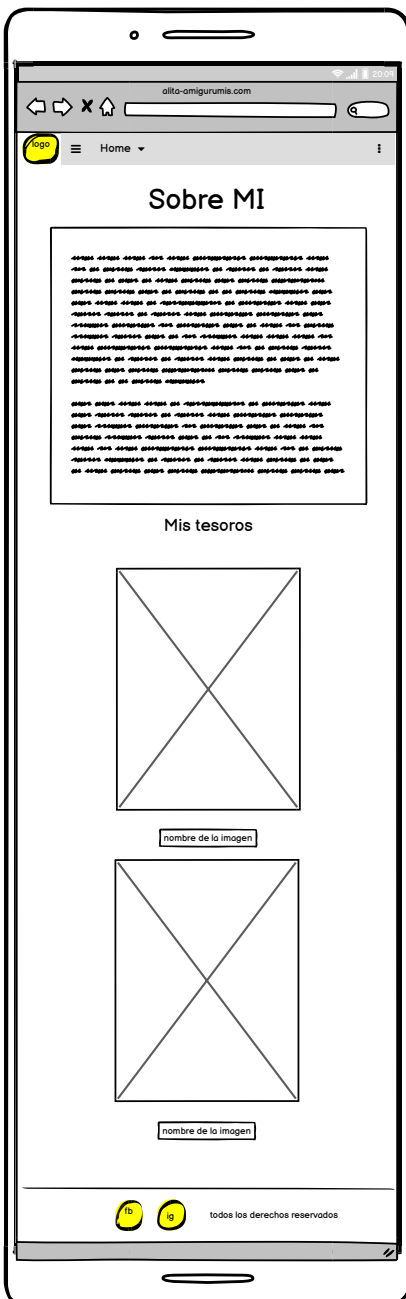 20:09
alita-amigurumis.com
logo
Home
Sobre MI
Mis tesoros
nombre de la imagen
nombre de la imagen
fb
ig
todos los derechos reservados